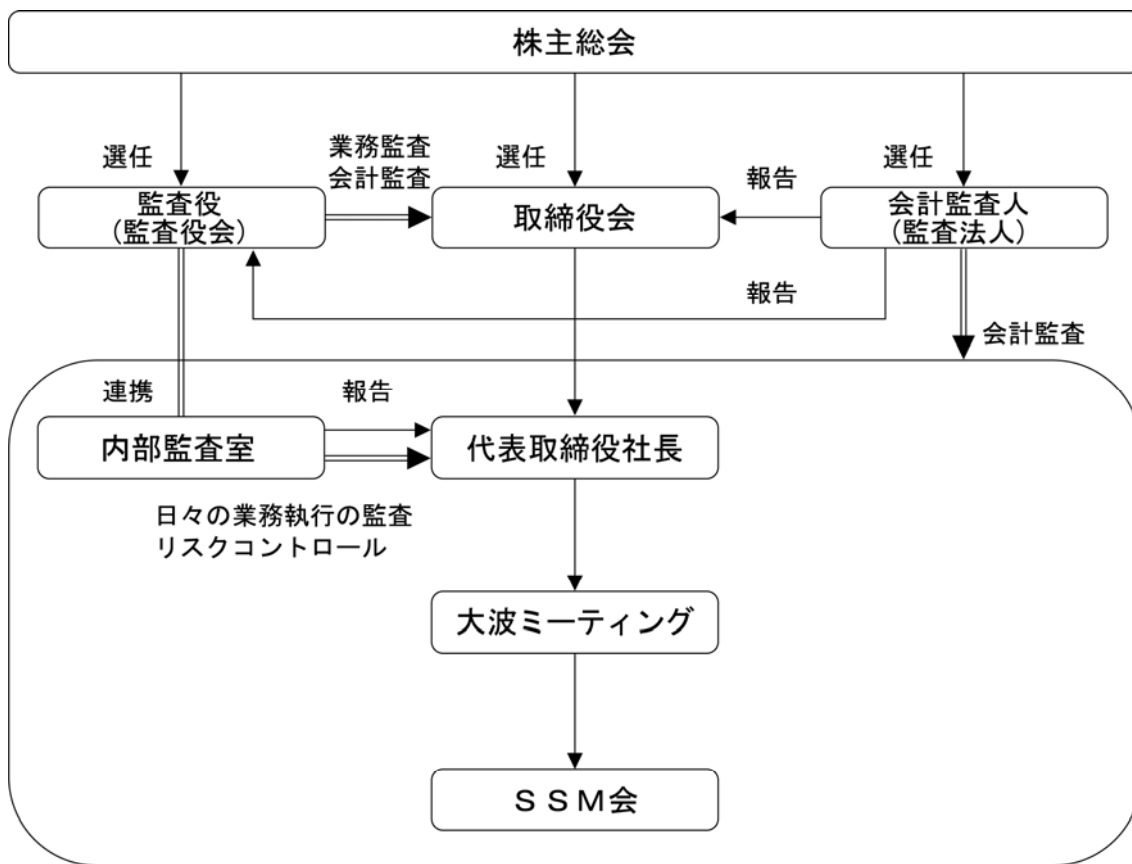 株主総会
選任
業務監査
会計監査
選任
報告
選任
監査役
(監査役会)
取締役会
会計監査人
(監査法人)
報告
会計監査
連携
報告
内部監査室
代表取締役社長
日々の業務執行の監査
リスクコントロール
大波ミーティング
ＳＳＭ会